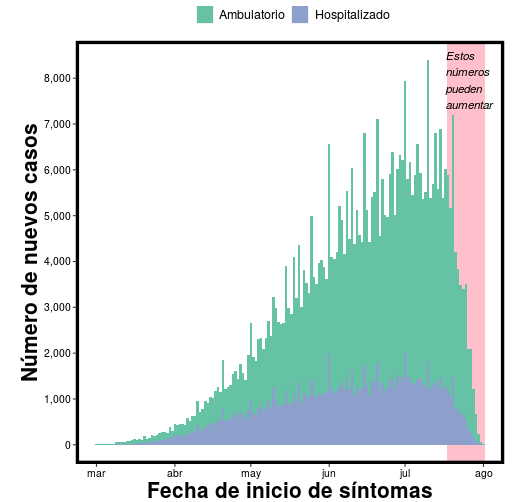 Ambulatorio Hospitalizado
Estos
números
pueden
aumentar
8,000
7,000
6,000
5,000
4,000
3,000
2,000
1,000
0
Número de nuevos casos
mar abr may jun jul ago
Fecha de inicio de síntomas